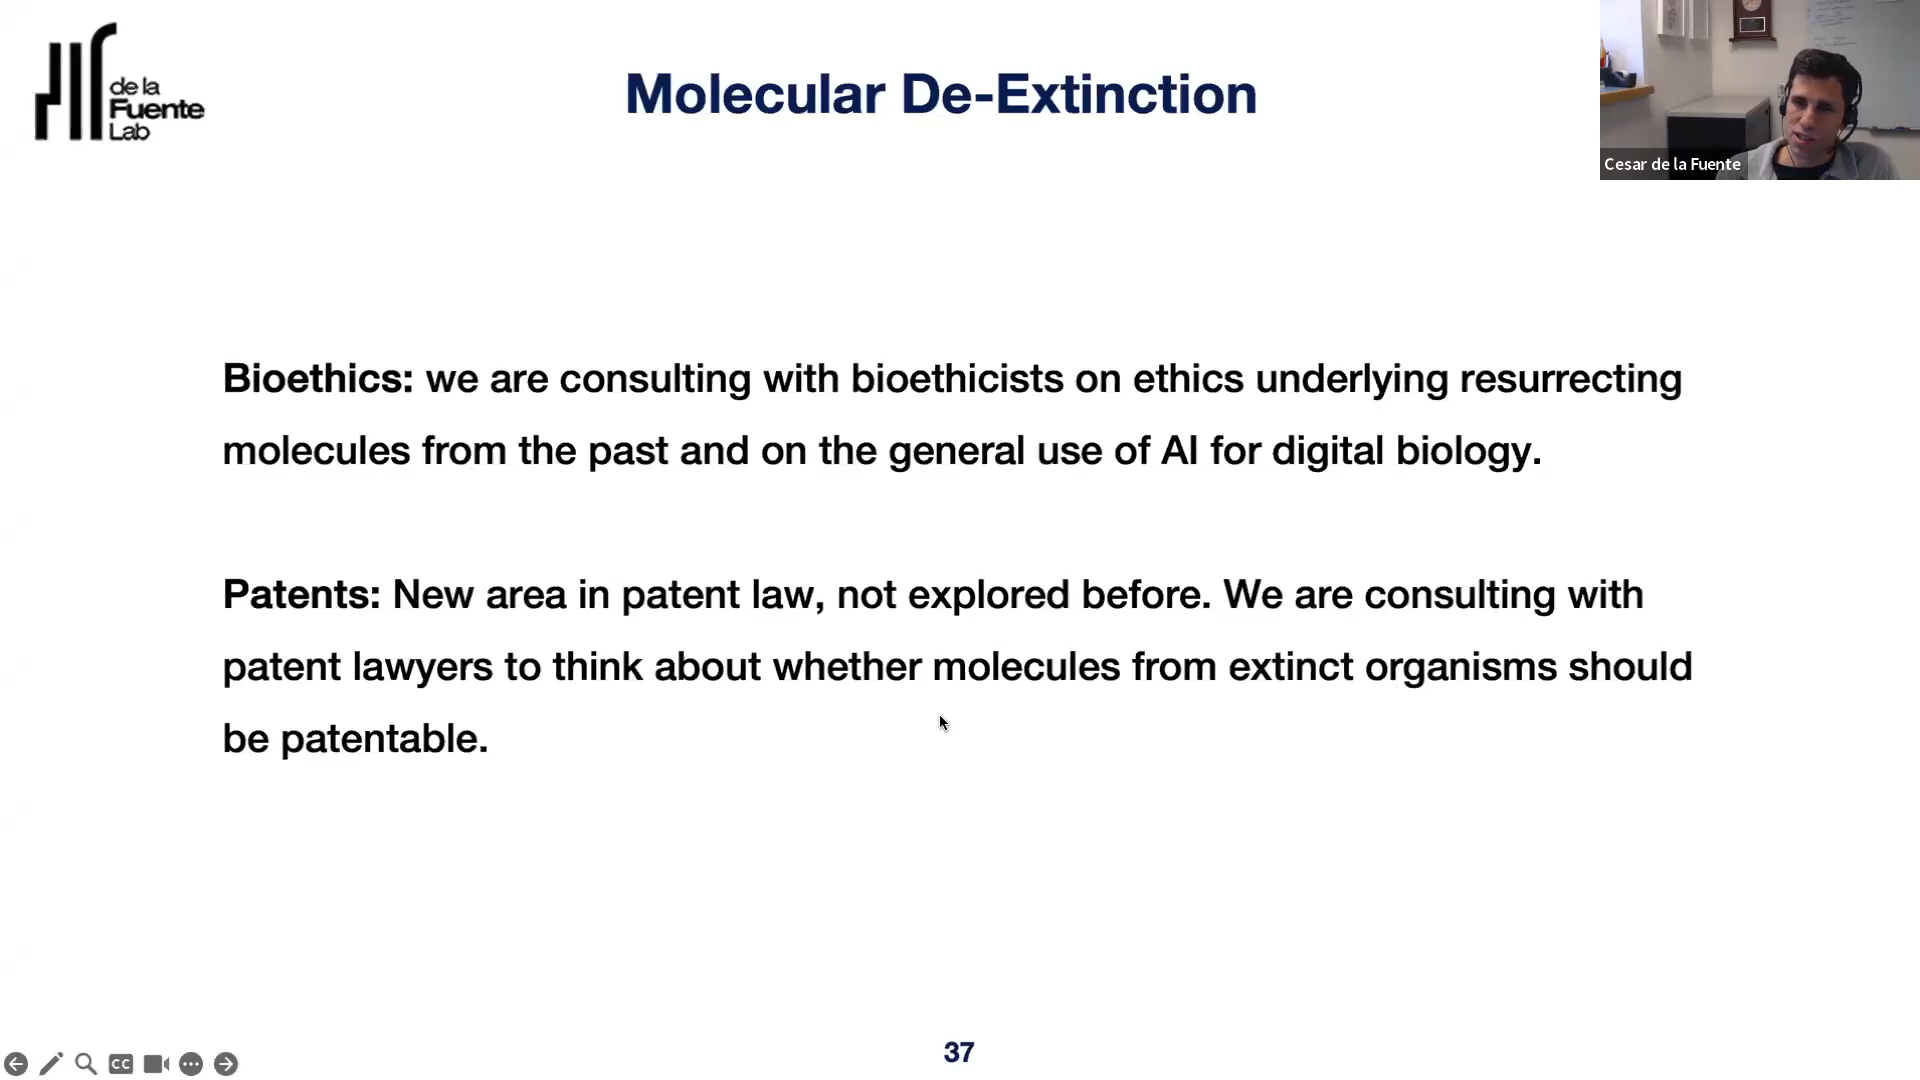 de la
Fuente
Lab
Molecular De-Extinction
Cesar de la Fuente
Bioethics: we are consulting with bioethicists on ethics underlying resurrecting
molecules from the past and on the general use of AI for digital biology.
Patents: New area in patent law, not explored before. We are consulting with
patent lawyers to think about whether molecules from extinct organisms should
be patentable.
CC
37